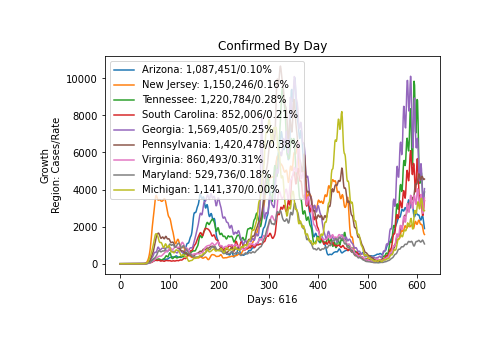 Confirmed By Day
Growth
Region: Cases/Rate
10000
8000
6000
4000
2000
0
Arizona: 1,087,451/0.10%
New Jersey: 1,150,246/0.16%
Tennessee: 1,220,784/0.28%
South Carolina: 852,006/0.21%
Georgia: 1,569,405/0.25%
Pennsylvania: 1,420,478/0.38%
Virginia: 860,493/0.31%
Maryland: 529,736/0.18%
Michigan: 1,141,370/0.00%
0 100 200 300 400 500 600
Days: 616